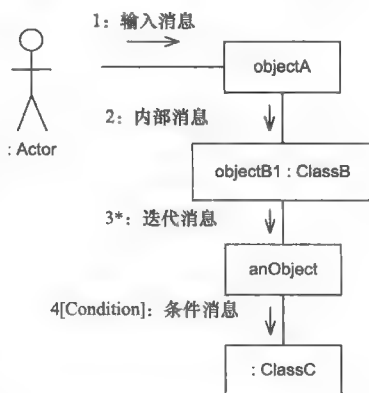 1：输入消息
objectA
: Actor
2：内部消息
objectB1 : ClassB
3*：迭代消息
anObject
4[Condition]：条件消息
: ClassC